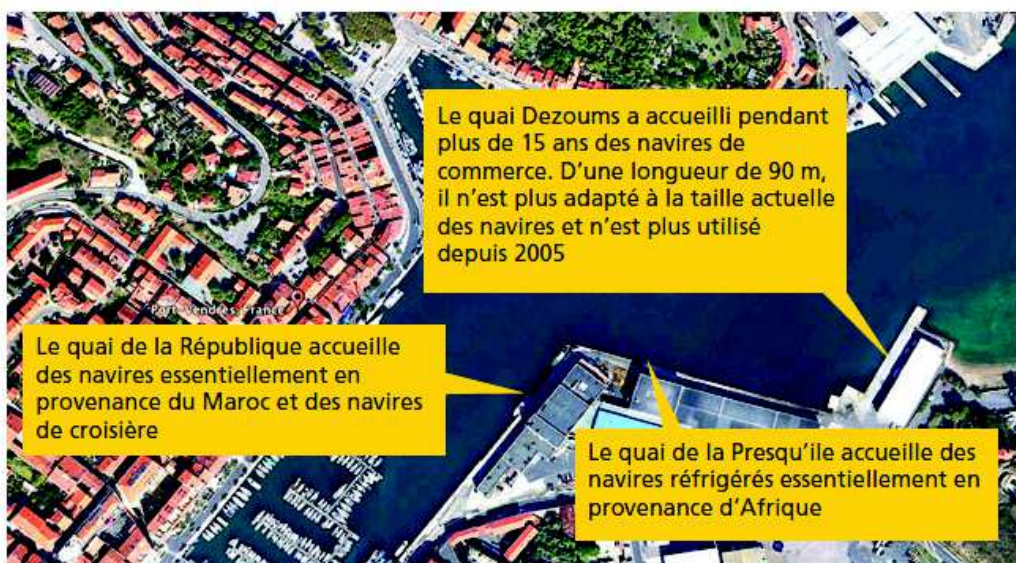 Le quai Dezoums a accueilli pendant
plus de 15 ans des navires de
commerce. D'une longueur de 90 m,
il n'est plus adapté à la taille actuelle
des navires et n'est plus utilisé
depuis 2005
Port-Vendres, France
Le quai de la République accueille
des navires essentiellement en
provenance du Maroc et des navires
de croisière
Le quai de la Presqu'ile accueille des
navires réfrigérés essentiellement en
provenance d'Afrique